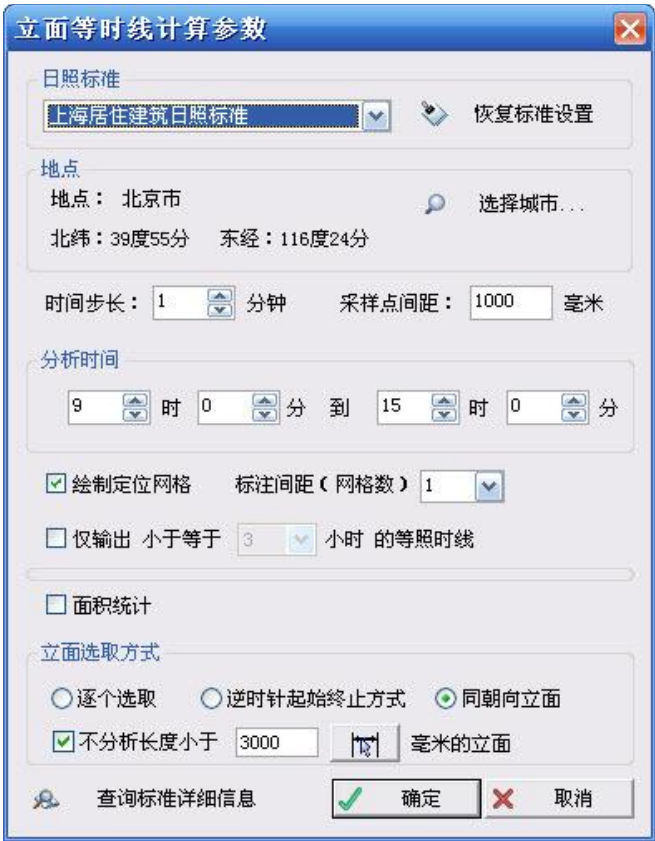 立面等时线计算参数
日照标准
上海居住建筑日照标准 恢复标准设置
地点
地点： 北京市 选择城市...
北纬：39度55分 东经：116度24分
时间步长： 1 分钟 采样点间距： 1000 毫米
分析时间
9 时 0 分 到 15 时 0 分
绘制定位网格 标注间距(网格数) 1
仅输出 小于等于 3 小时 的等照时线
面积统计
立面选取方式
逐个选取 逆时针起始终止方式 同朝向立面
不分析长度小于 3000 毫米的立面
查询标准详细信息 确定 取消